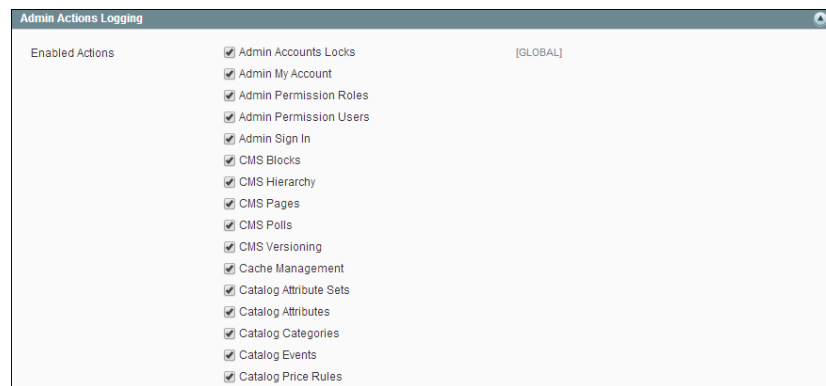 Admin Actions Logging
Enabled Actions
Admin Accounts Locks
[GLOBAL]
Admin My Account
Admin Permission Roles
Admin Permission Users
Admin Sign In
CMS Blocks
CMS Hierarchy
CMS Pages
CMS Polls
CMS Versioning
Cache Management
Catalog Attribute Sets
Catalog Attributes
Catalog Categories
Catalog Events
Catalog Price Rules